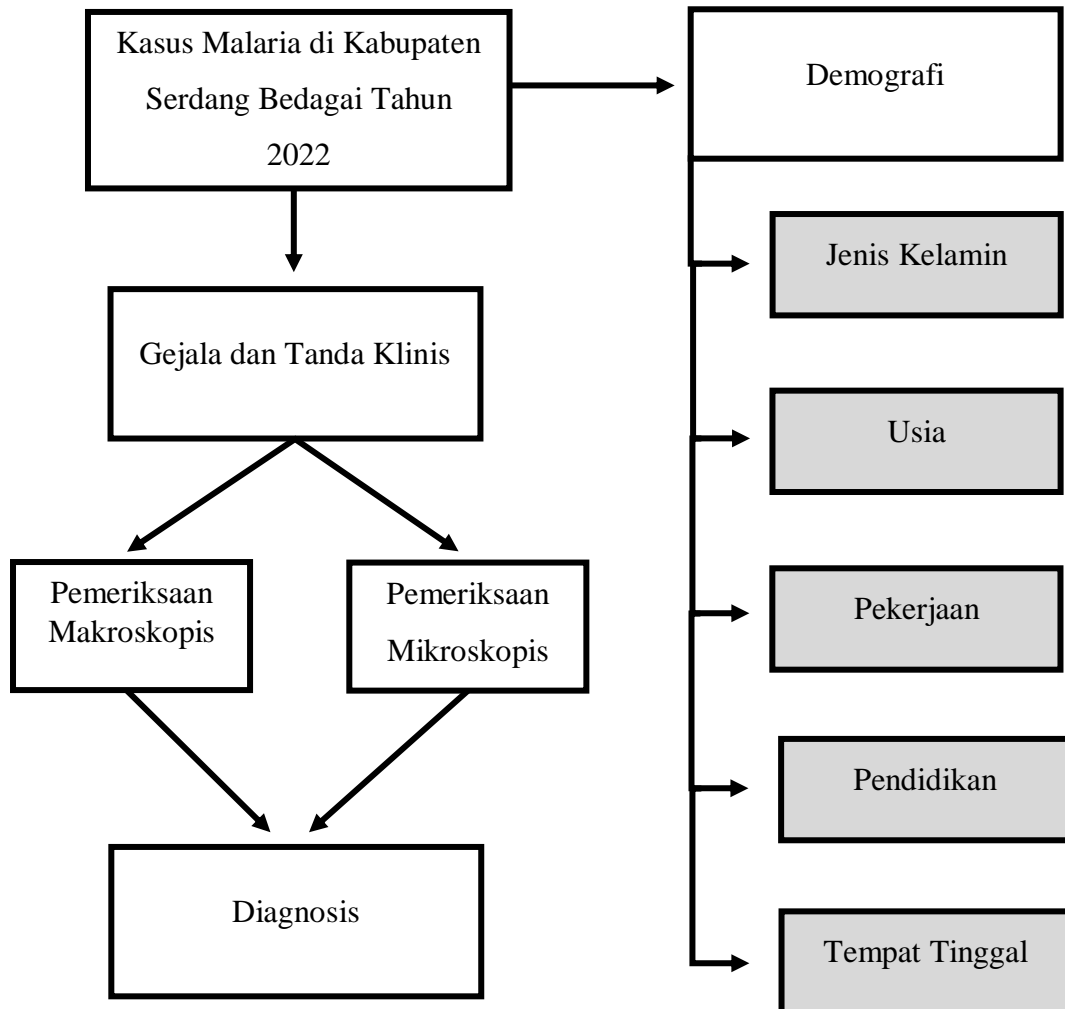 Kasus Malaria di Kabupaten
Serdang Bedagai Tahun
2022
Demografi
Jenis Kelamin
Gejala dan Tanda Klinis
Usia
Pemeriksaan
Makroskopis
Pemeriksaan
Mikroskopis
Pekerjaan
Pendidikan
Diagnosis
Tempat Tinggal